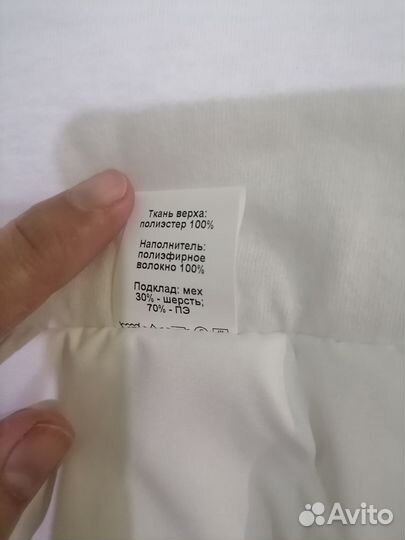 Ткань верха:
полиэстер 100%
Наполнитель:
полиэфирное
волокно 100%
Подклад: мех
30% - шерсть;
70% - ПЭ
Avito